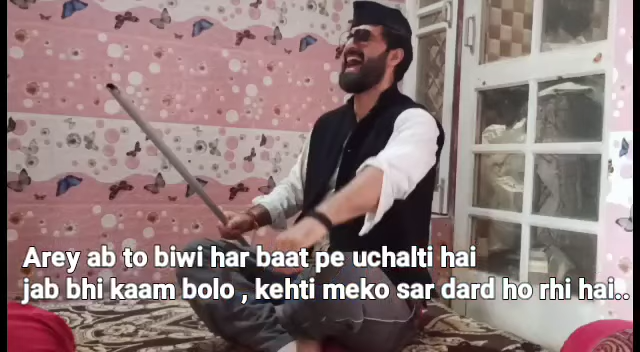 Arey ab to biwi har baat pe uchalti hai
jab bhi kaam bolo , kehti meko sar dard ho rhi hai..